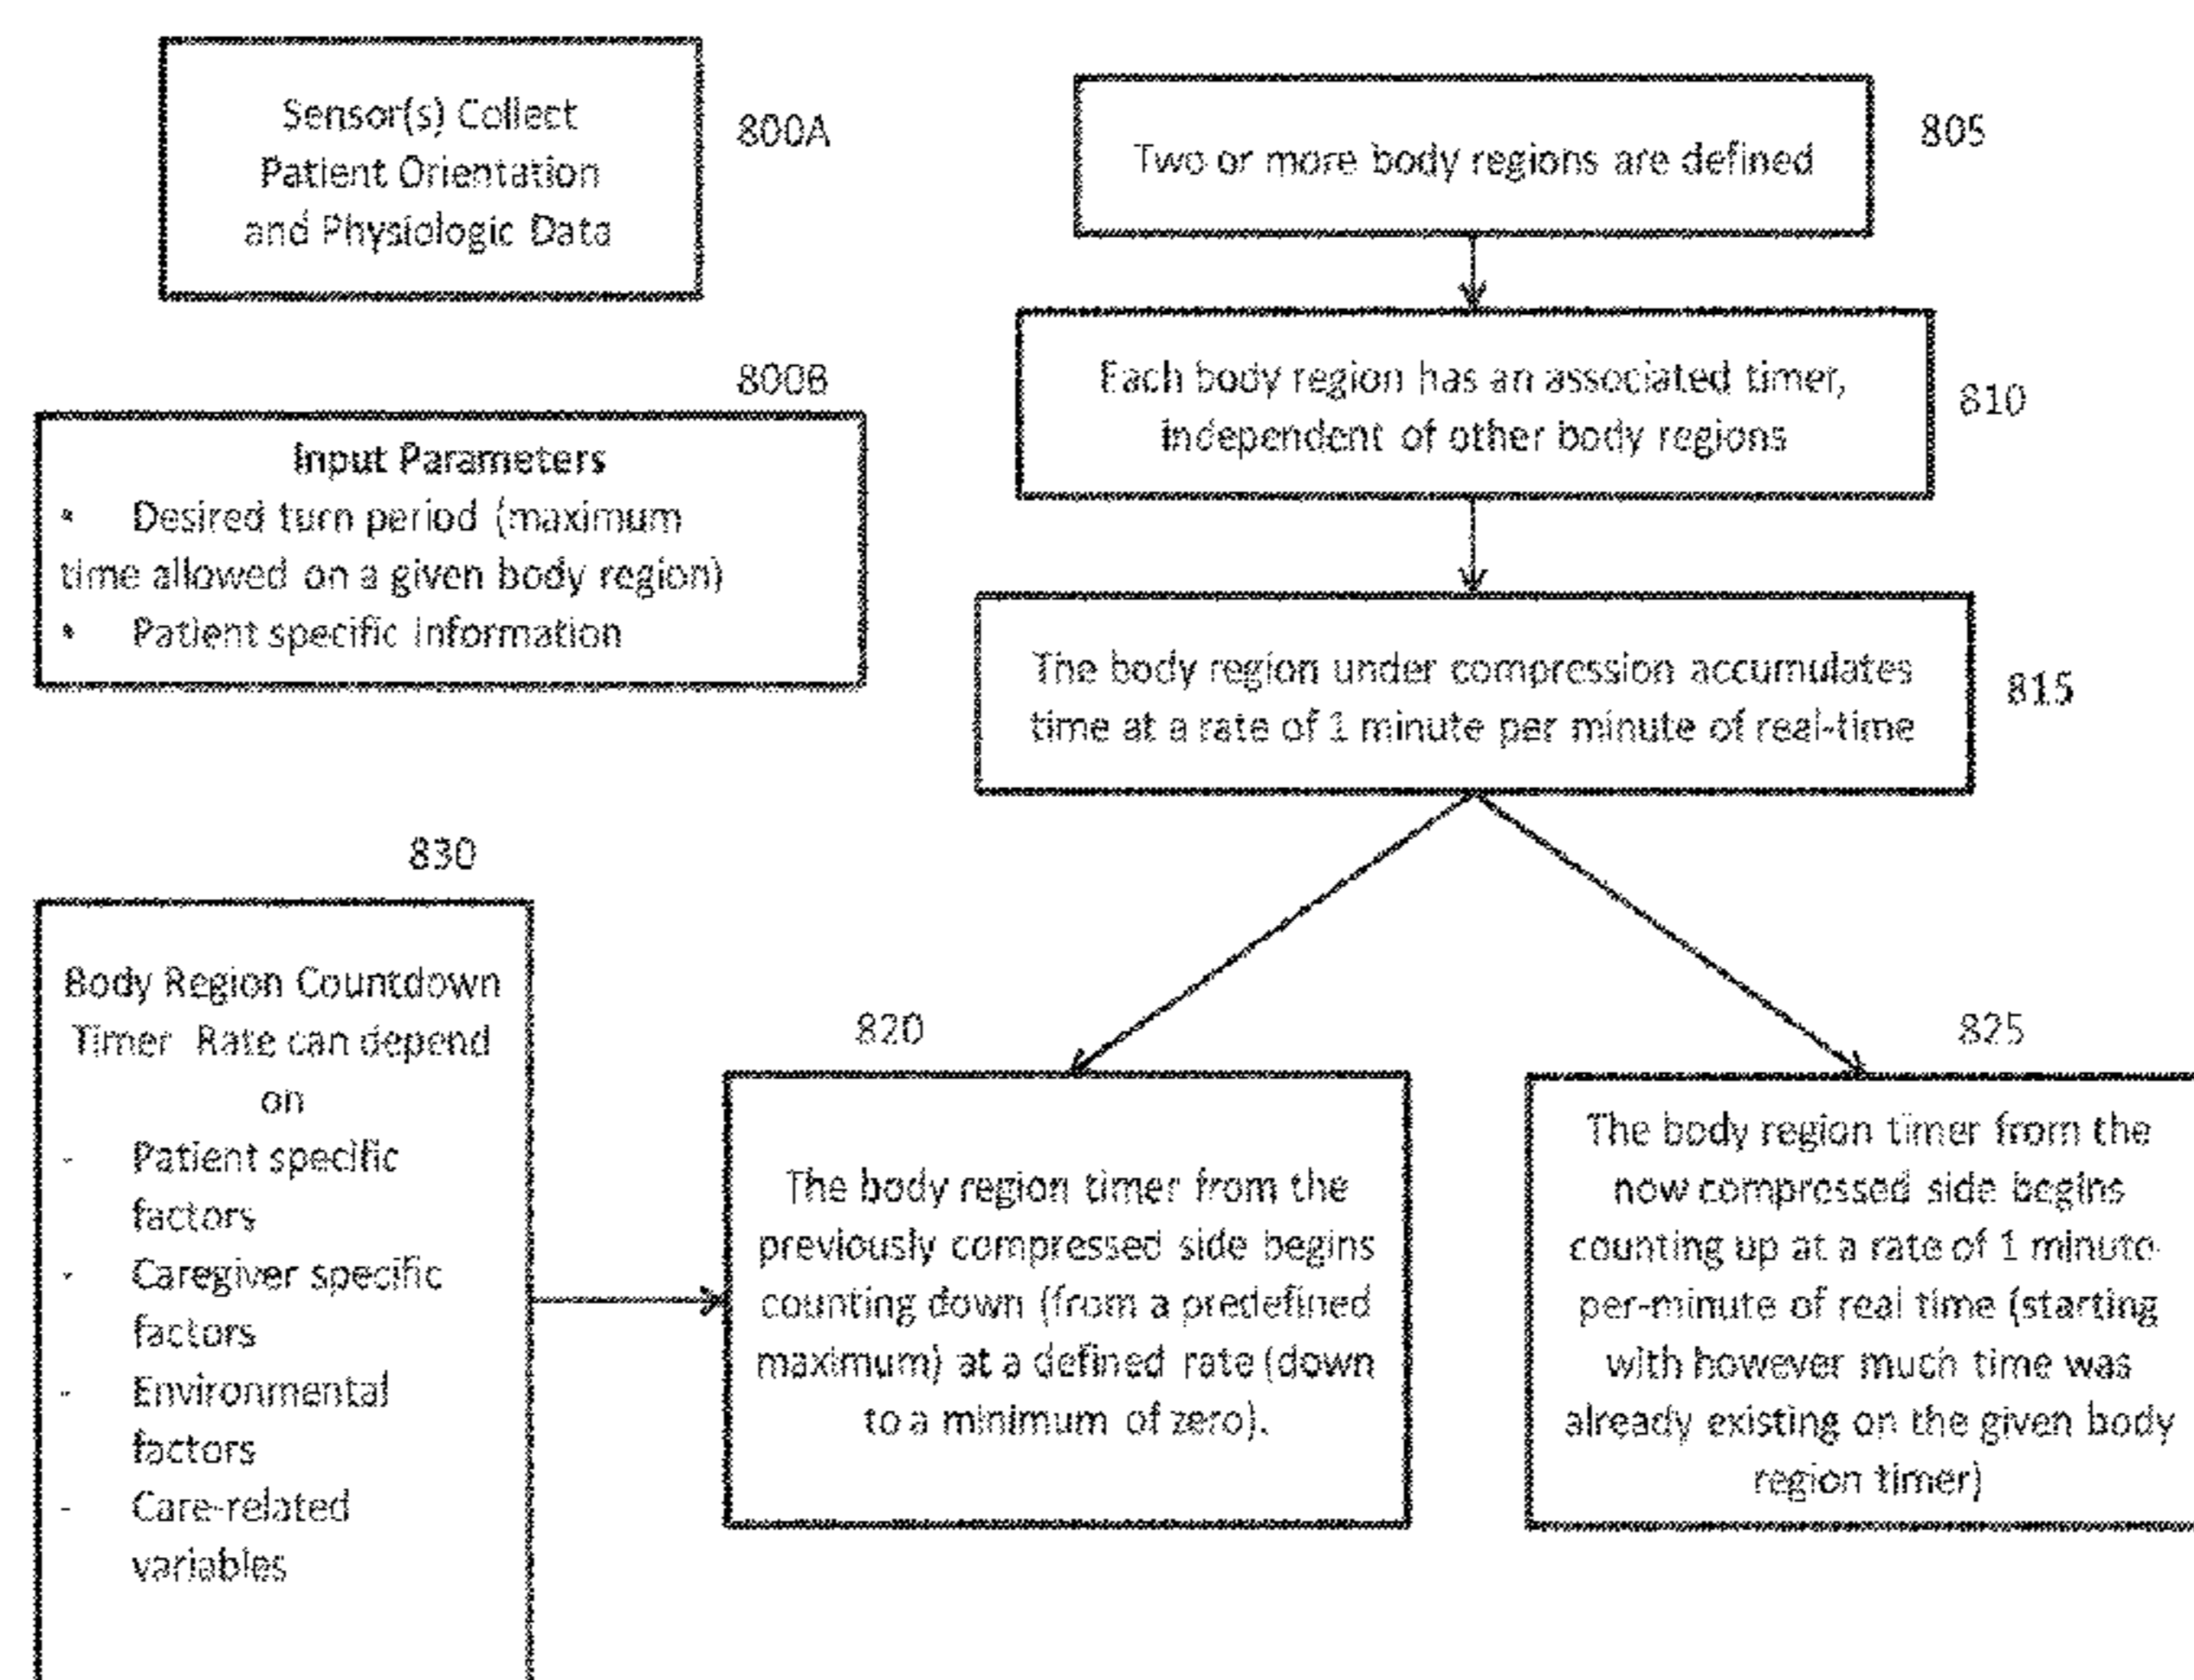 Sensor(s) Collect
Patient Orientation
and Physiologic Data
800A
800B
Input Parameters
• Desired turn period (maximum
time allowed on a given body region)
• Patient specific information
Two or more body regions are defined
805
Each body region has an associated timer,
independent of other body regions
810
The body region under compression accumulates
time at a rate of 1 minute per minute of real-time
815
830
Body Region Countdown
Timer Rate can depend
on
- Patient specific
factors
- Caregiver specific
factors
- Environmental
factors
- Care-related
variables
820
The body region timer from the
previously compressed side begins
counting down (from a predefined
maximum) at a defined rate (down
to a minimum of zero).
825
The body region timer from the
now compressed side begins
counting up at a rate of 1 minute-
per-minute of real time (starting
with however much time was
already existing on the given body
region timer)